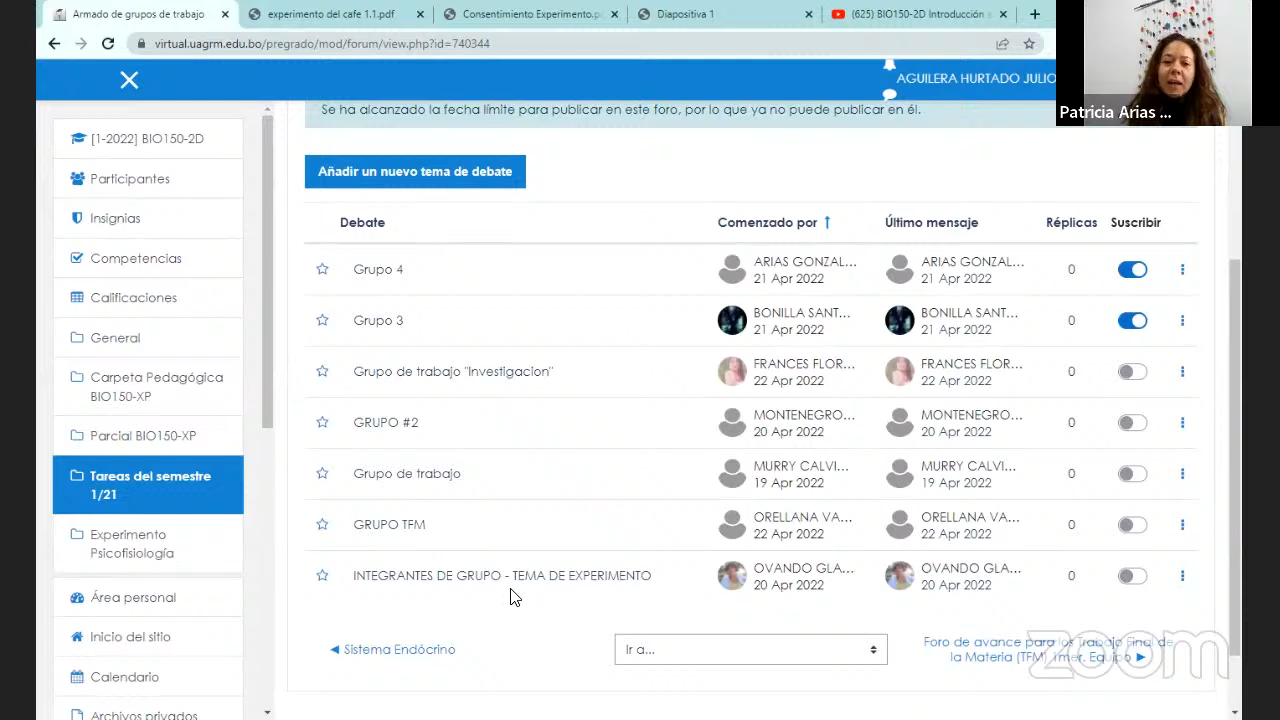 Armado de grupos de trabajo
experimento del cafe 1.1.pdf
Consentimiento Experimento.p
Diapositiva 1
(625) BIO150-2D Introducción
virtual.uagrm.edu.bo/pregrado/mod/forum/view.php?id=740344
AGUILERA HURTADO JULIO
Patricia Arias ...
[1-2022] BIO150-2D
Participantes
Insignias
Competencias
Calificaciones
General
Carpeta Pedagógica
BIO150-XP
Parcial BIO150-XP
Tareas del semestre
1/21
Experimento
Psicofisiología
Área personal
Inicio del sitio
Calendario
Archivos privados
Se ha alcanzado la fecha límite para publicar en este foro, por lo que ya no puede publicar en él.
Añadir un nuevo tema de debate
Debate Comenzado por Último mensaje Réplicas Suscribir
Grupo 4 ARIAS GONZAL... ARIAS GONZAL... 0
21 Apr 2022 21 Apr 2022
Grupo 3 BONILLA SANT... BONILLA SANT... 0
21 Apr 2022 21 Apr 2022
Grupo de trabajo "Investigacion" FRANCES FLOR... FRANCES FLOR... 0
22 Apr 2022 22 Apr 2022
GRUPO #2 MONTENEGRO... MONTENEGRO... 0
20 Apr 2022 20 Apr 2022
Grupo de trabajo MURRY CALVI... MURRY CALVI... 0
19 Apr 2022 19 Apr 2022
GRUPO TFM ORELLANA VA... ORELLANA VA... 0
22 Apr 2022 22 Apr 2022
INTEGRANTES DE GRUPO - TEMA DE EXPERIMENTO OVANDO GLA... OVANDO GLA... 0
20 Apr 2022 20 Apr 2022
Sistema Endócrino
Ir a...
Foro de avance para los Trabajo Final de
la Materia (TFM) 1mer. Equipo
zoom